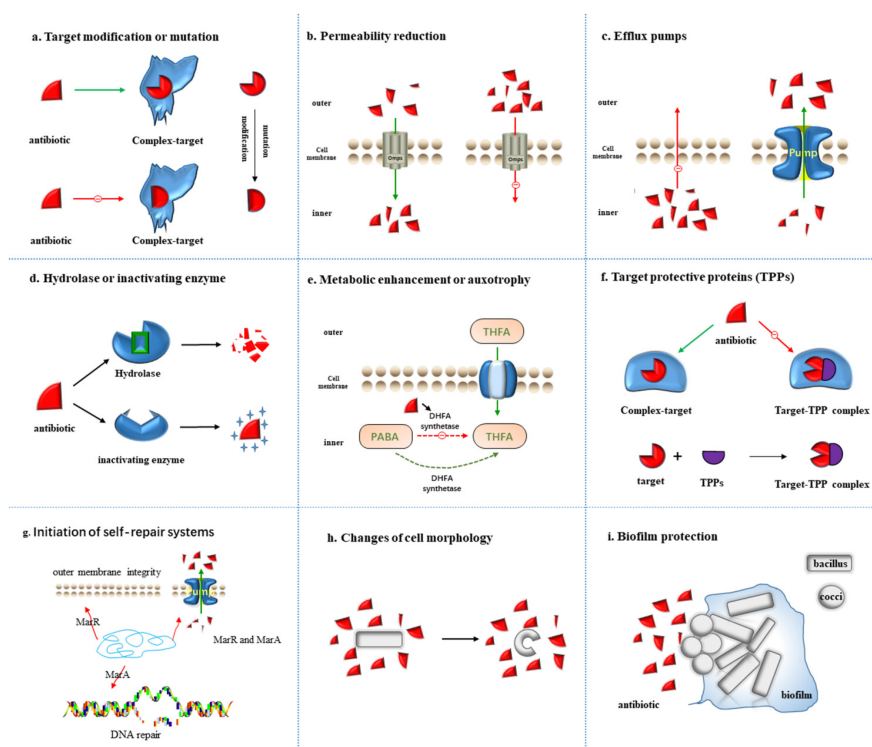 a. Target modification or mutation
antibiotic
Complex-target
mutation
modification
antibiotic
Complex-target
b. Permeability reduction
outer
Cell
membrane
Omps
Omps
inner
c. Efflux pumps
outer
Cell
membrane
Pump
inner
d. Hydrolase or inactivating enzyme
Hydrolase
antibiotic
inactivating enzyme
e. Metabolic enhancement or auxotrophy
outer
THFA
Cell
membrane
DHFA
synthetase
inner
PABA
THFA
DHFA
synthetase
f. Target protective proteins (TPPs)
antibiotic
Complex-target
Target-TPP complex
target
+
TPPs
Target-TPP complex
g. Initiation of self-repair systems
outer membrane integrity
Pump
MarR
MarR and MarA
MarA
DNA repair
h. Changes of cell morphology
i. Biofilm protection
bacillus
cocci
antibiotic
biofilm